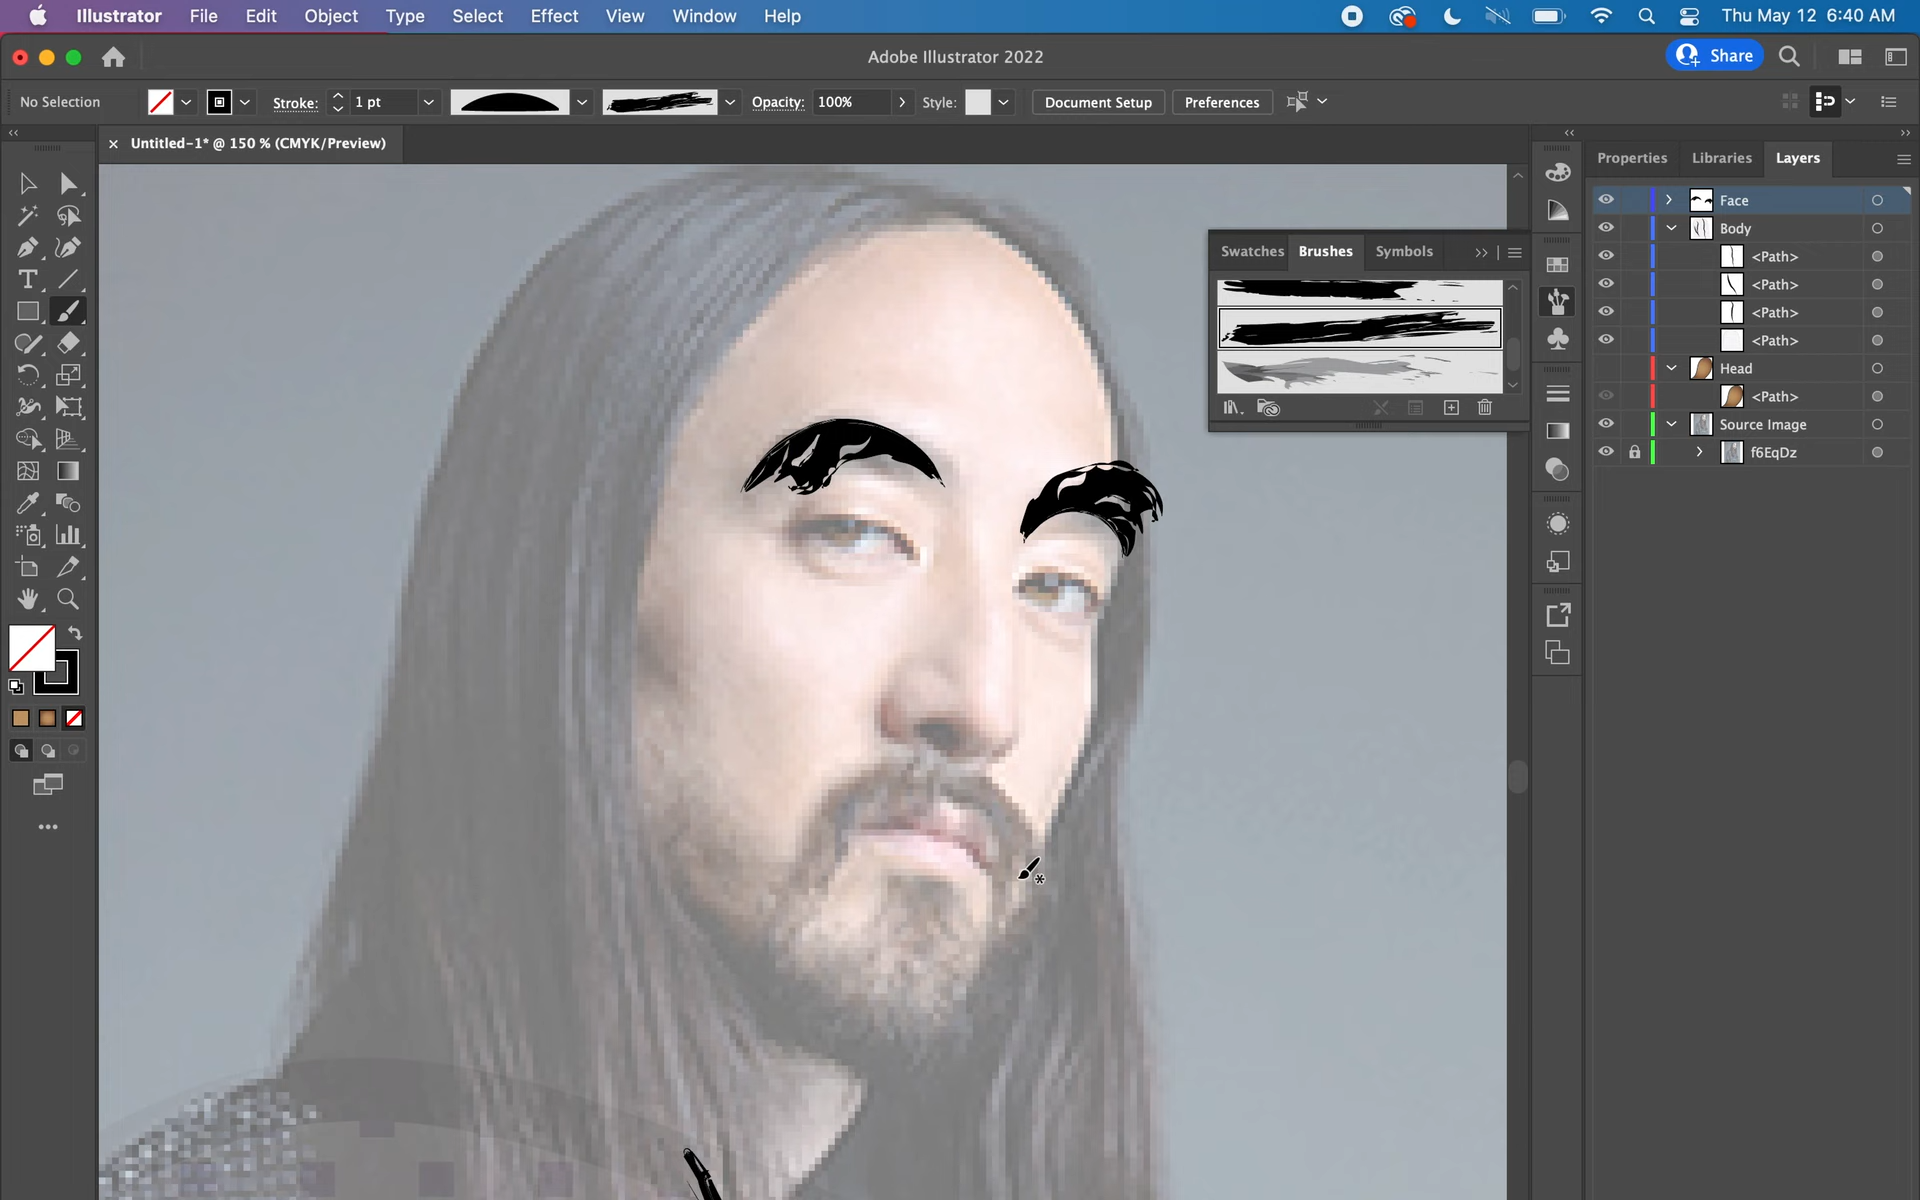 Illustrator File Edit Object Type Select Effect View Window Help Thu May 12 6:40 AM
Adobe Illustrator 2022 Share
No Selection Stroke: 1 pt Opacity: 100% Style: Document Setup Preferences
Untitled-1* @ 150 % (CMYK/Preview)
Properties Libraries Layers
Face
Body
<Path>
<Path>
<Path>
<Path>
Head
<Path>
Source Image
f6EqDz
Swatches Brushes Symbols